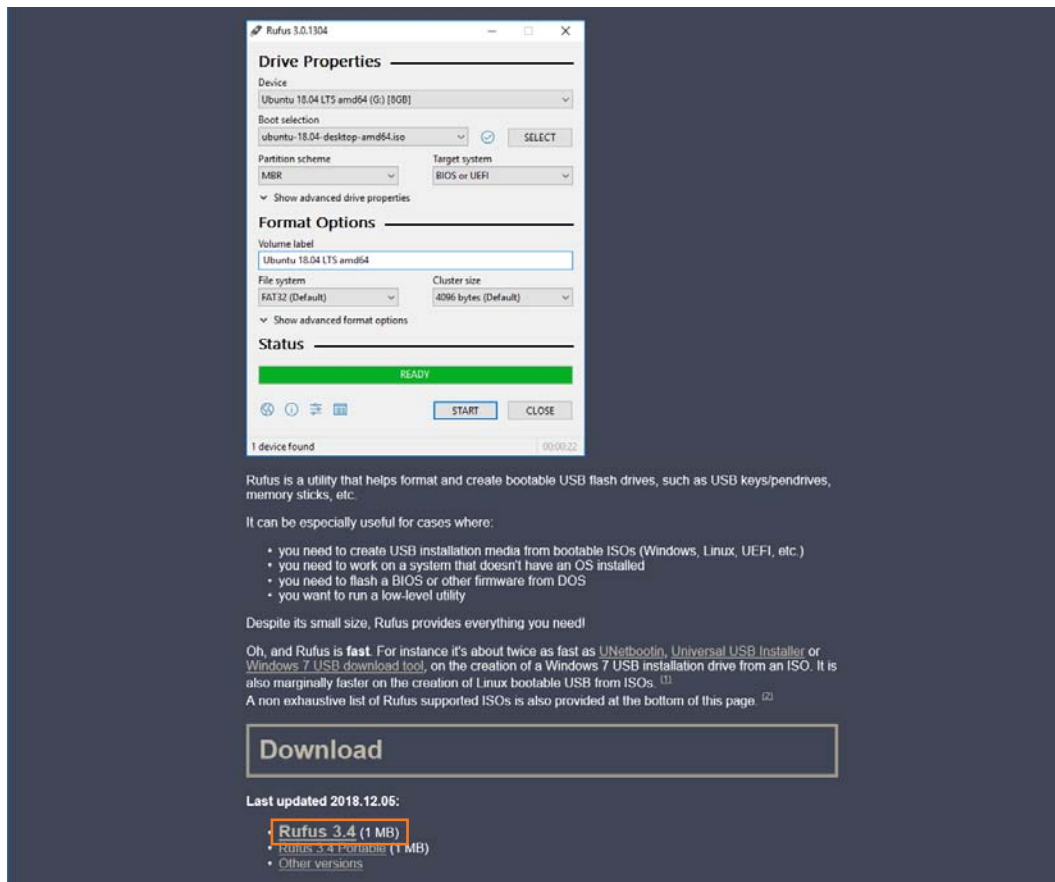 Rufus 3.0.1304
Drive Properties
Device
Ubuntu 18.04 LTS amd64 (G:) [8GB]
Boot selection
ubuntu-18.04-desktop-amd64.iso SELECT
Partition scheme Target system
MBR BIOS or UEFI
Show advanced drive properties
Format Options
Volume label
Ubuntu 18.04 LTS amd64
File system Cluster size
FAT32 (Default) 4096 bytes (Default)
Show advanced format options
Status
READY
START CLOSE
1 device found 00:00:22
Rufus is a utility that helps format and create bootable USB flash drives, such as USB keys/pendrives,
memory sticks, etc.
It can be especially useful for cases where:
• you need to create USB installation media from bootable ISOs (Windows, Linux, UEFI, etc.)
• you need to work on a system that doesn't have an OS installed
• you need to flash a BIOS or other firmware from DOS
• you want to run a low-level utility
Despite its small size, Rufus provides everything you need!
Oh, and Rufus is fast. For instance it's about twice as fast as UNetbootin, Universal USB Installer or
Windows 7 USB download tool, on the creation of a Windows 7 USB installation drive from an ISO. It is
also marginally faster on the creation of Linux bootable USB from ISOs. (1)
A non exhaustive list of Rufus supported ISOs is also provided at the bottom of this page. (2)
Download
Last updated 2018.12.05:
• Rufus 3.4 (1 MB)
• Rufus 3.4 Portable (1 MB)
• Other versions